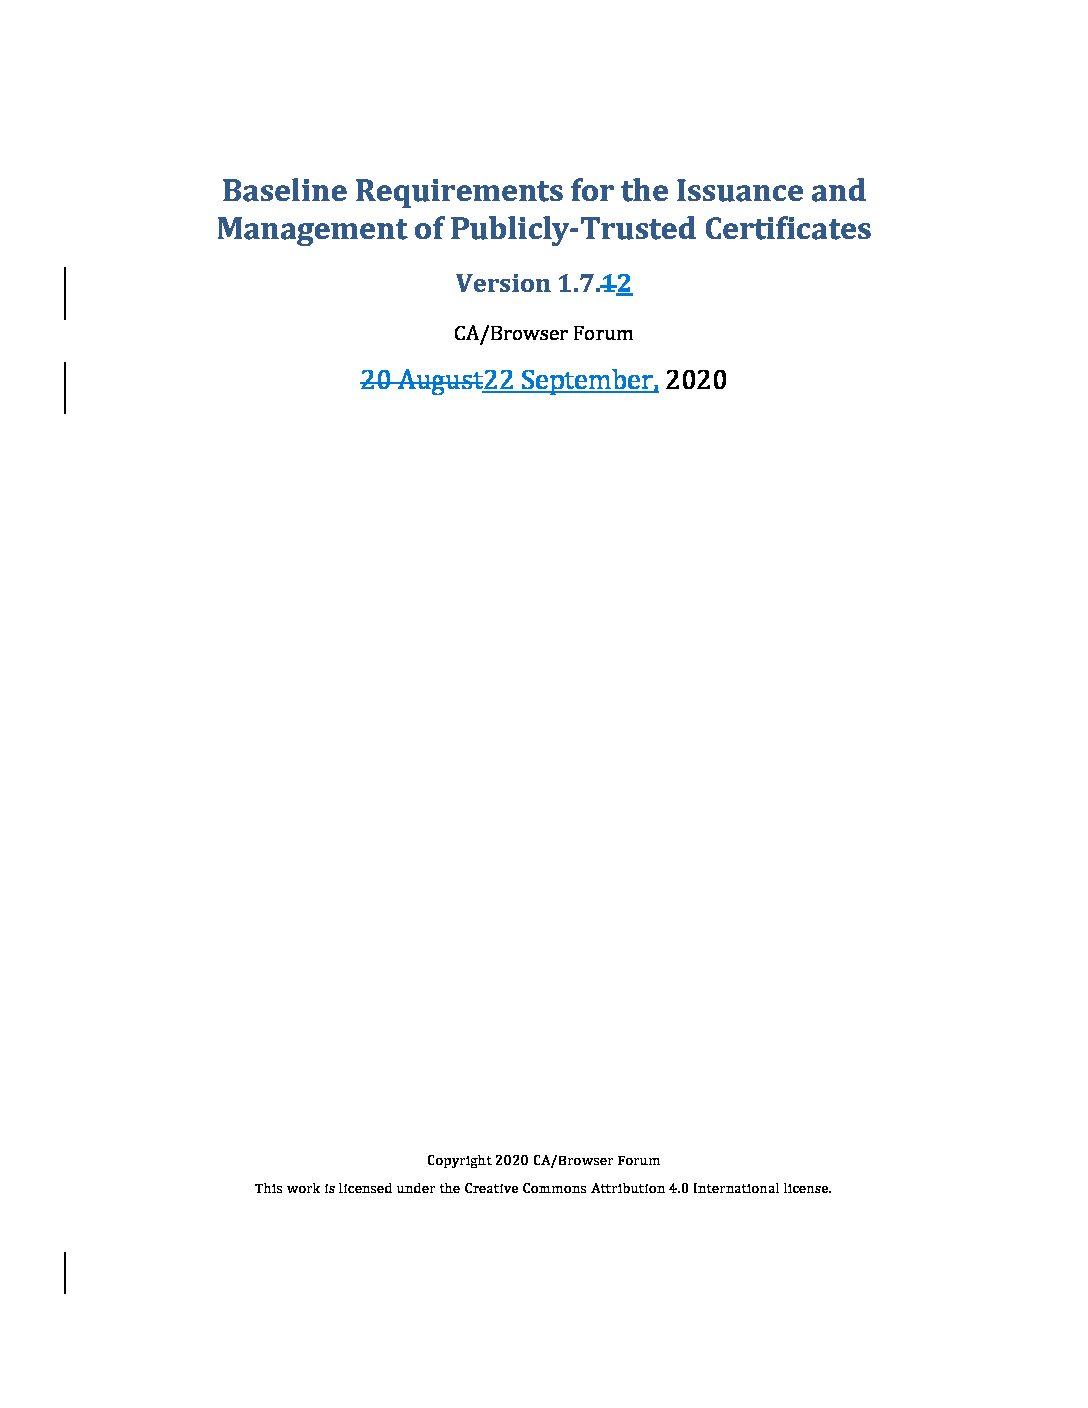 Baseline Requirements for the Issuance and
Management of Publicly-Trusted Certificates
Version 1.7.12
CA/Browser Forum
20 August22 September, 2020
Copyright 2020 CA/Browser Forum
This work is licensed under the Creative Commons Attribution 4.0 International license.